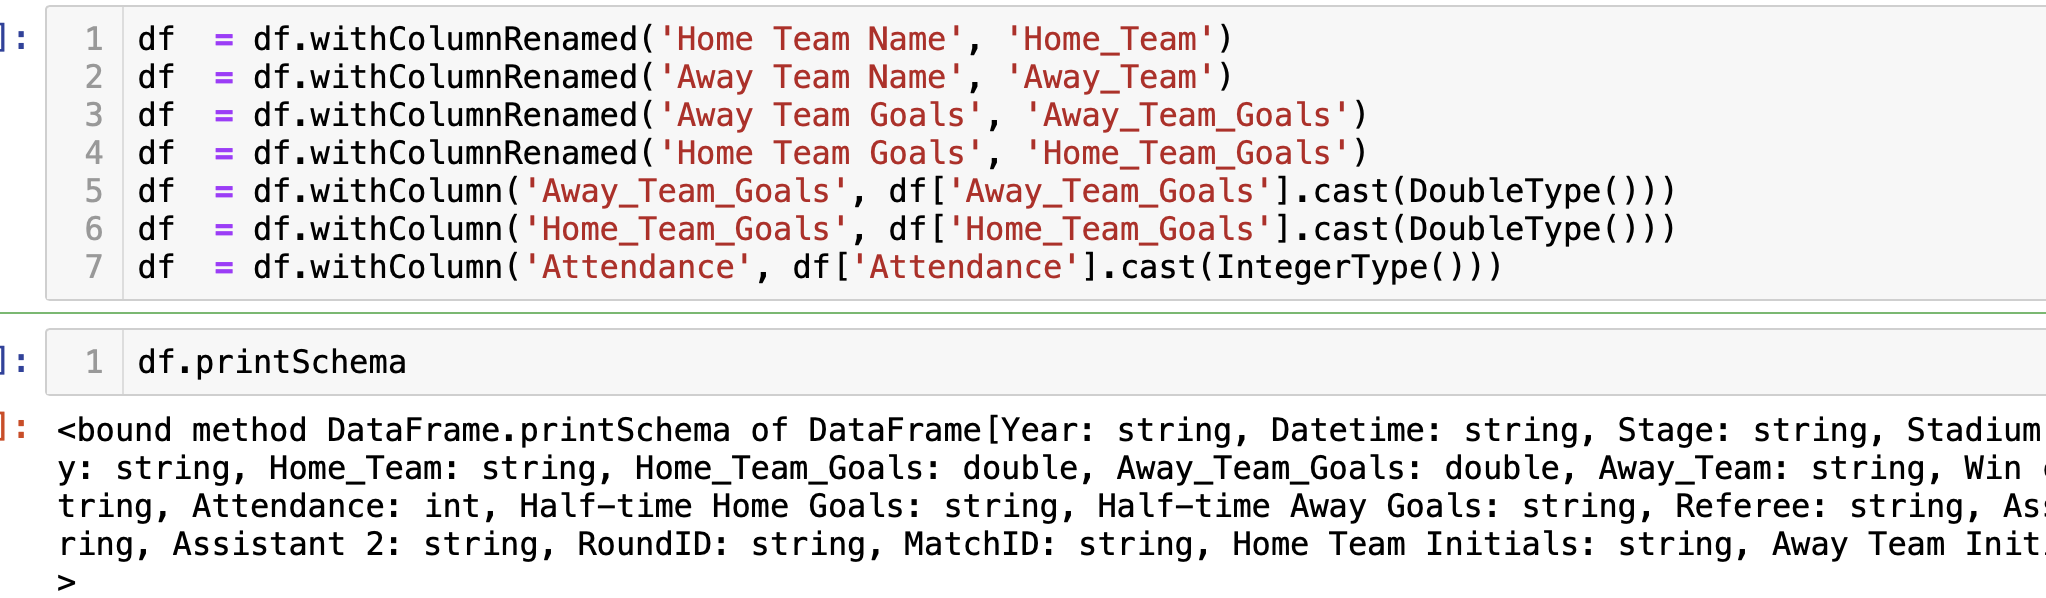 ]:
1 df  = df.withColumnRenamed('Home Team Name', 'Home_Team')
2 df  = df.withColumnRenamed('Away Team Name', 'Away_Team')
3 df  = df.withColumnRenamed('Away Team Goals', 'Away_Team_Goals')
4 df  = df.withColumnRenamed('Home Team Goals', 'Home_Team_Goals')
5 df  = df.withColumn('Away_Team_Goals', df['Away_Team_Goals'].cast(DoubleType()))
6 df  = df.withColumn('Home_Team_Goals', df['Home_Team_Goals'].cast(DoubleType()))
7 df  = df.withColumn('Attendance', df['Attendance'].cast(IntegerType()))
]:
1 df.printSchema
]:
<bound method DataFrame.printSchema of DataFrame[Year: string, Datetime: string, Stage: string, Stadium
y: string, Home_Team: string, Home_Team_Goals: double, Away_Team_Goals: double, Away_Team: string, Win
tring, Attendance: int, Half-time Home Goals: string, Half-time Away Goals: string, Referee: string, Ass
ring, Assistant 2: string, RoundID: string, MatchID: string, Home Team Initials: string, Away Team Initi
>